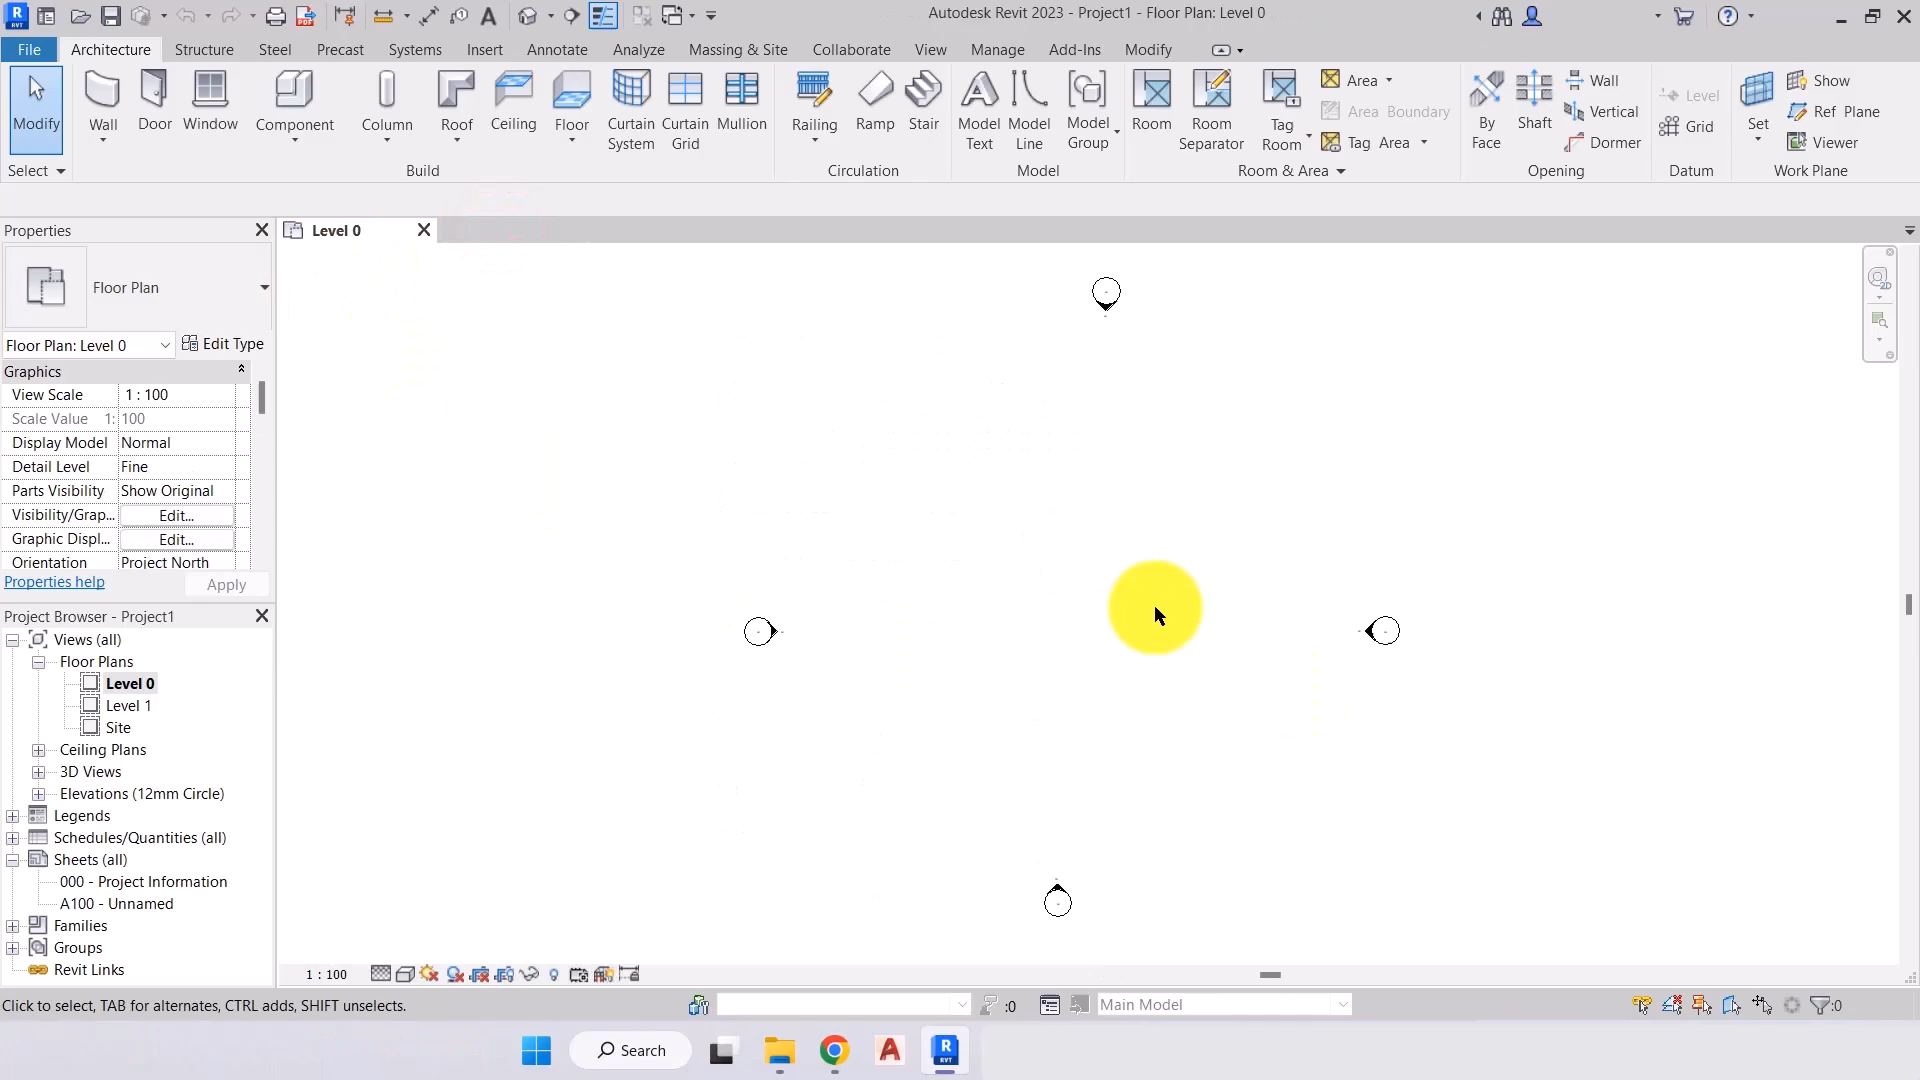 Autodesk Revit 2023 - Project1 - Floor Plan: Level 0
File Architecture Structure Steel Precast Systems Insert Annotate Analyze Massing & Site Collaborate View Manage Add-Ins Modify
Modify
Wall Door Window Component Column Roof Ceiling Floor Curtain System Curtain Grid Mullion
Railing Ramp Stair
Model Text Model Line Model Group
Room Room Separator Tag Room
Area
Area Boundary
Tag Area
By Face Shaft
Wall
Vertical
Dormer
Level
Grid
Set
Show
Ref Plane
Viewer
Select Build Circulation Model Room & Area Opening Datum Work Plane
Properties
Level 0
Floor Plan
Floor Plan: Level 0 Edit Type
Graphics
View Scale 1 : 100
Scale Value 1: 100
Display Model Normal
Detail Level Fine
Parts Visibility Show Original
Visibility/Grap... Edit...
Graphic Displ... Edit...
Orientation Project North
Properties help Apply
Project Browser - Project1
Views (all)
Floor Plans
Level 0
Level 1
Site
Ceiling Plans
3D Views
Elevations (12mm Circle)
Legends
Schedules/Quantities (all)
Sheets (all)
000 - Project Information
A100 - Unnamed
Families
Groups
Revit Links
1 : 100
Click to select, TAB for alternates, CTRL adds, SHIFT unselects.
:0
Main Model
:0
Search